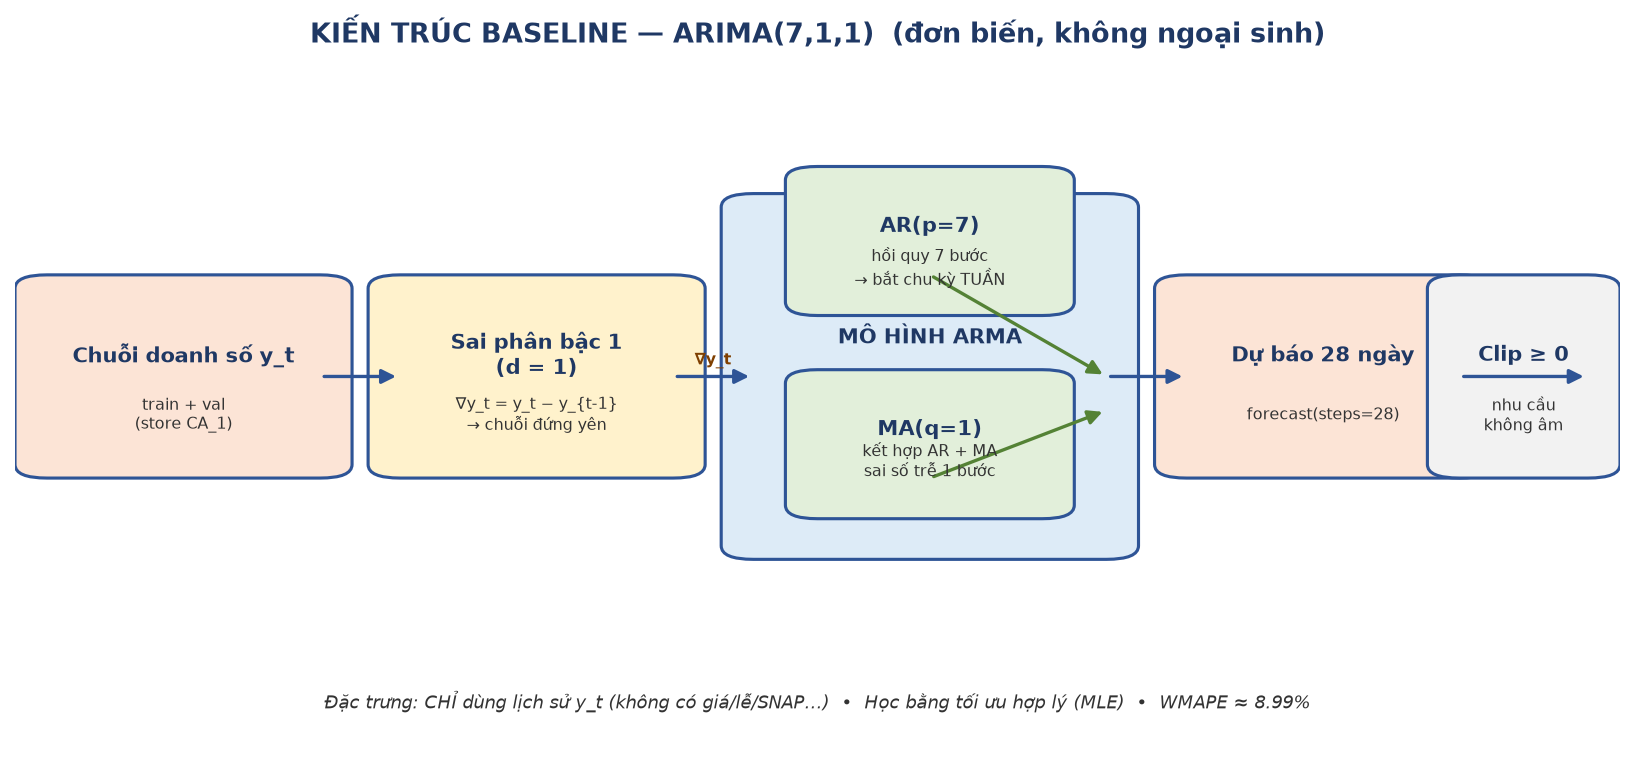 KIẾN TRÚC BASELINE — ARIMA(7,1,1)  (đơn biến, không ngoại sinh)
Chuỗi doanh số y_t
train + val
(store CA_1)
Sai phân bậc 1
(d = 1)
∇y_t = y_t − y_{t-1}
→ chuỗi đứng yên
∇y_t
AR(p=7)
hồi quy 7 bước
→ bắt chu kỳ TUẦN
MÔ HÌNH ARMA
MA(q=1)
kết hợp AR + MA
sai số trễ 1 bước
Dự báo 28 ngày
forecast(steps=28)
Clip ≥ 0
nhu cầu
không âm
Đặc trưng: CHỈ dùng lịch sử y_t (không có giá/lễ/SNAP…)  •  Học bằng tối ưu hợp lý (MLE)  •  WMAPE ≈ 8.99%